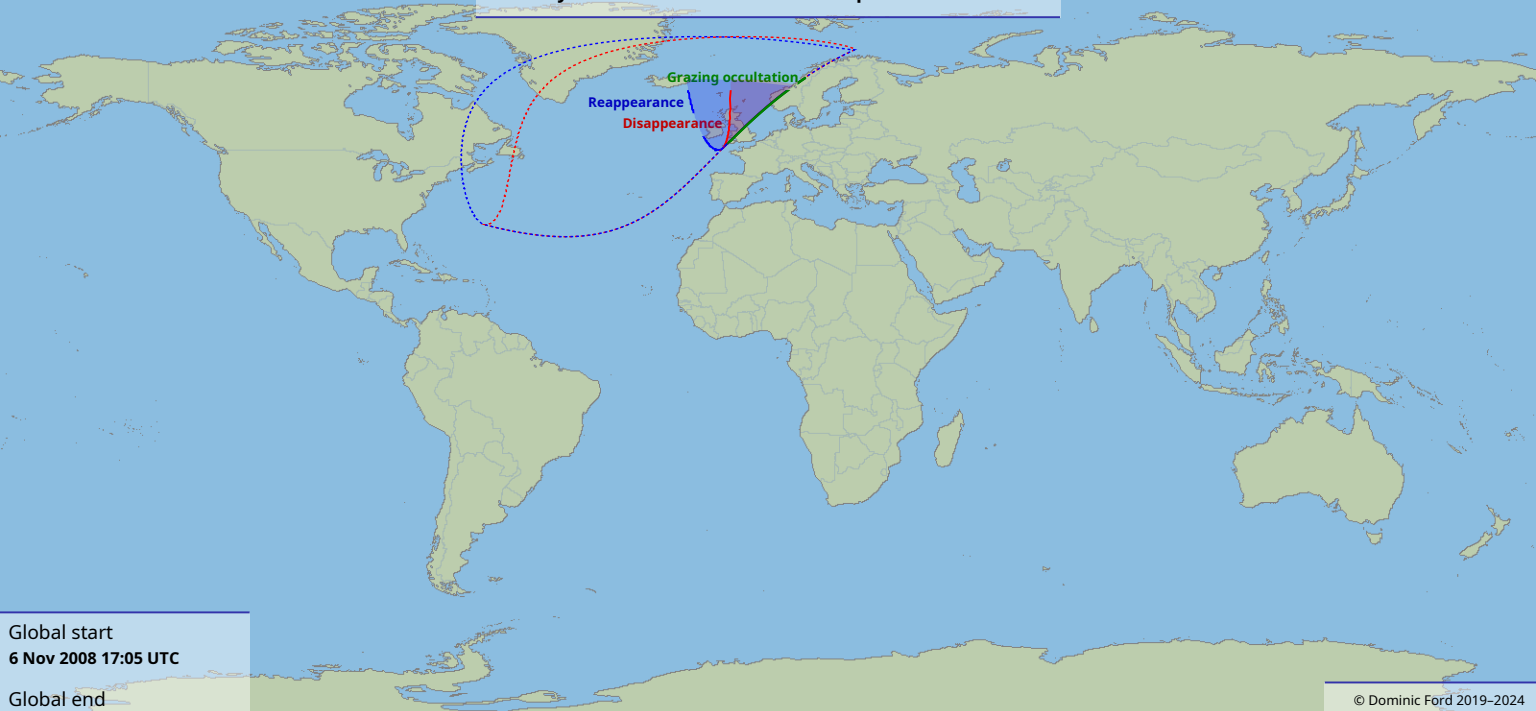 Grazing occultation
Reappearance
Disappearance
Global start
6 Nov 2008 17:05 UTC
Global end
© Dominic Ford 2019–2024